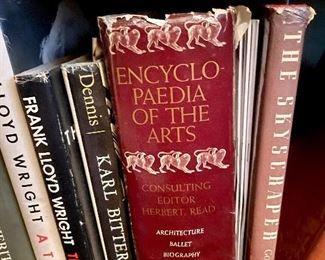 LLOYD WRIGHT
FRANK LLOYD WRIGHT
Dennis
KARL BITTER
ENCYCLO-
PAEDIA
OF THE
ARTS
CONSULTING
EDITOR
HERBERT READ
ARCHITECTURE
BALLET
BIOGRAPHY
THE SKYSCRAPER